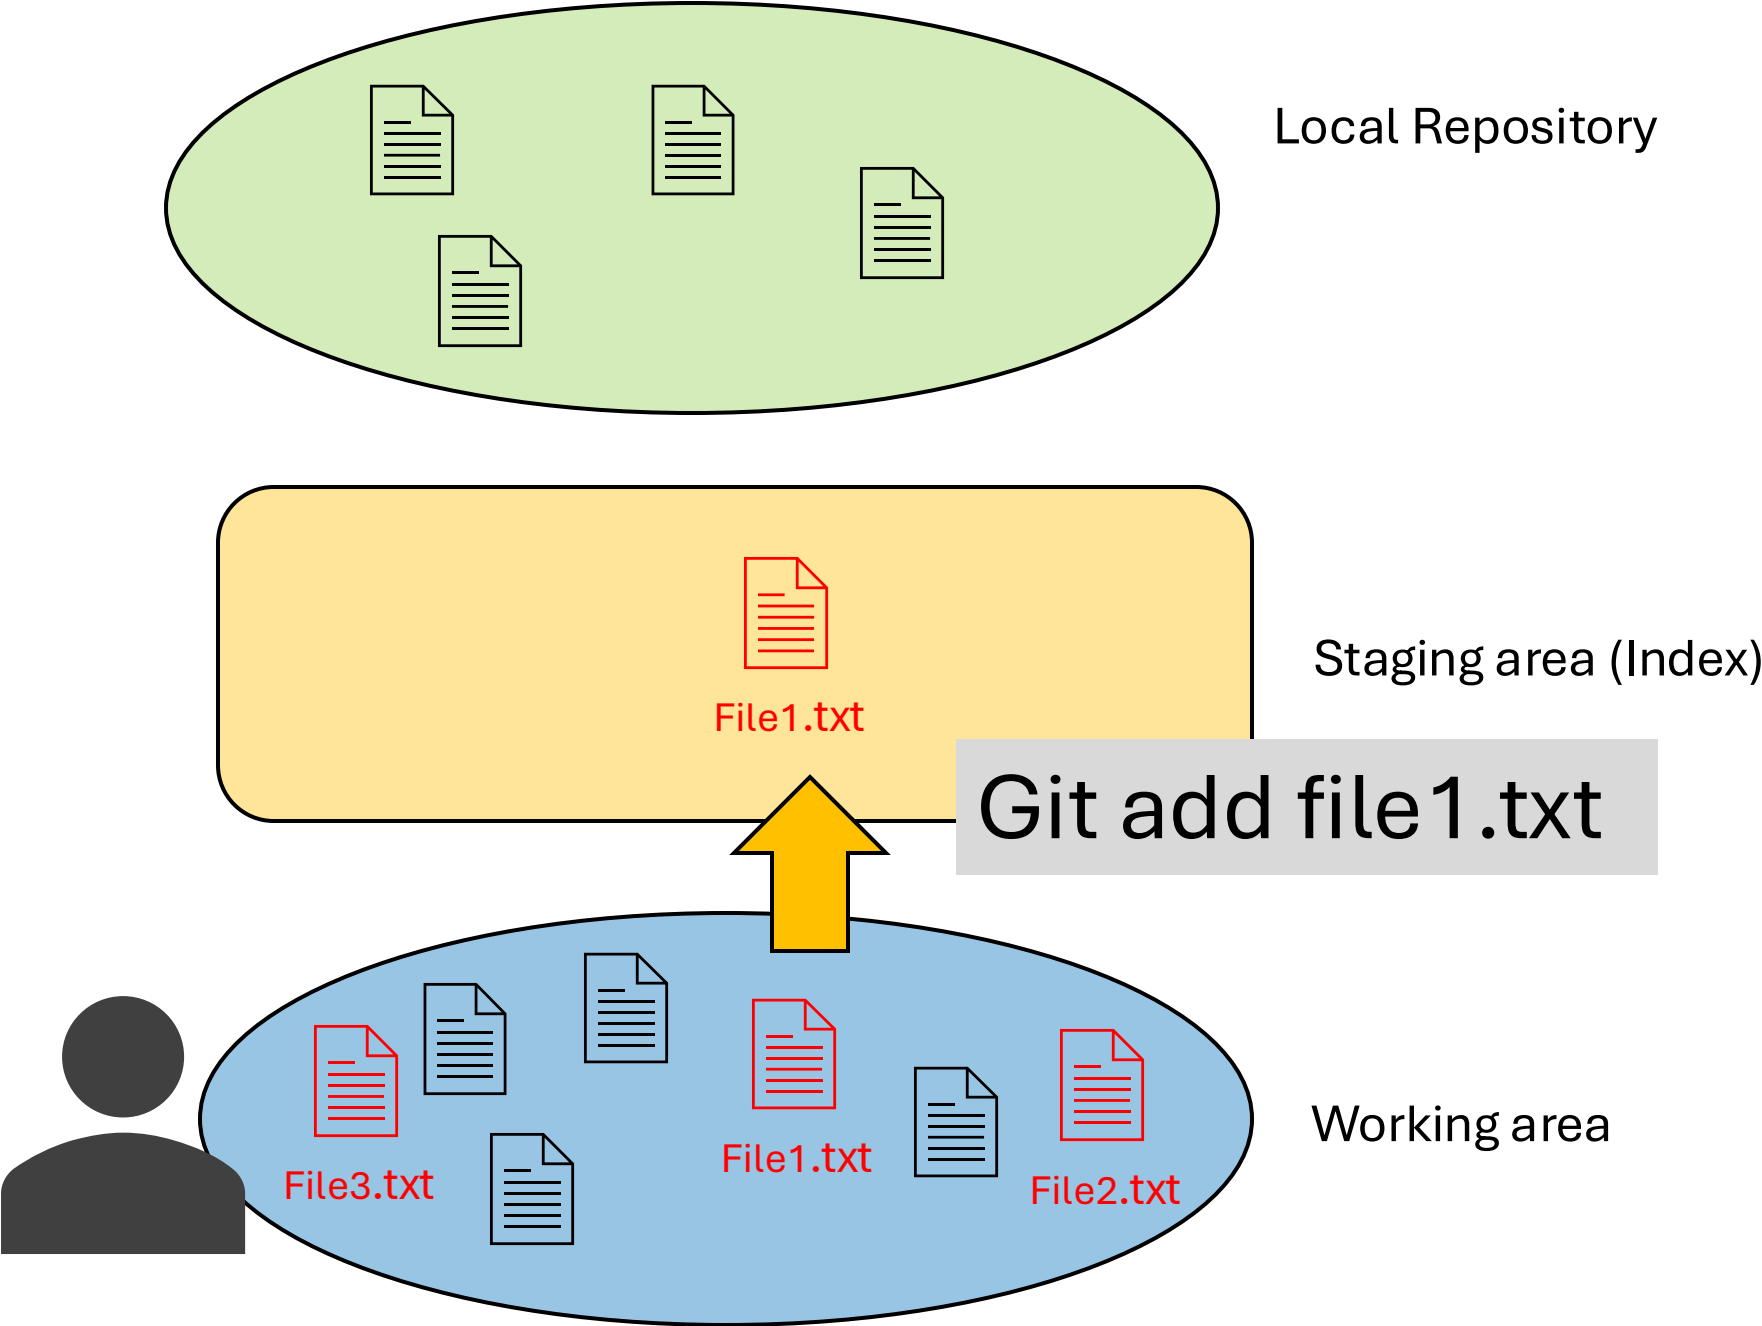 Local Repository
File1.txt
Staging area (Index)
Git add file1.txt
File3.txt
File1.txt
File2.txt
Working area